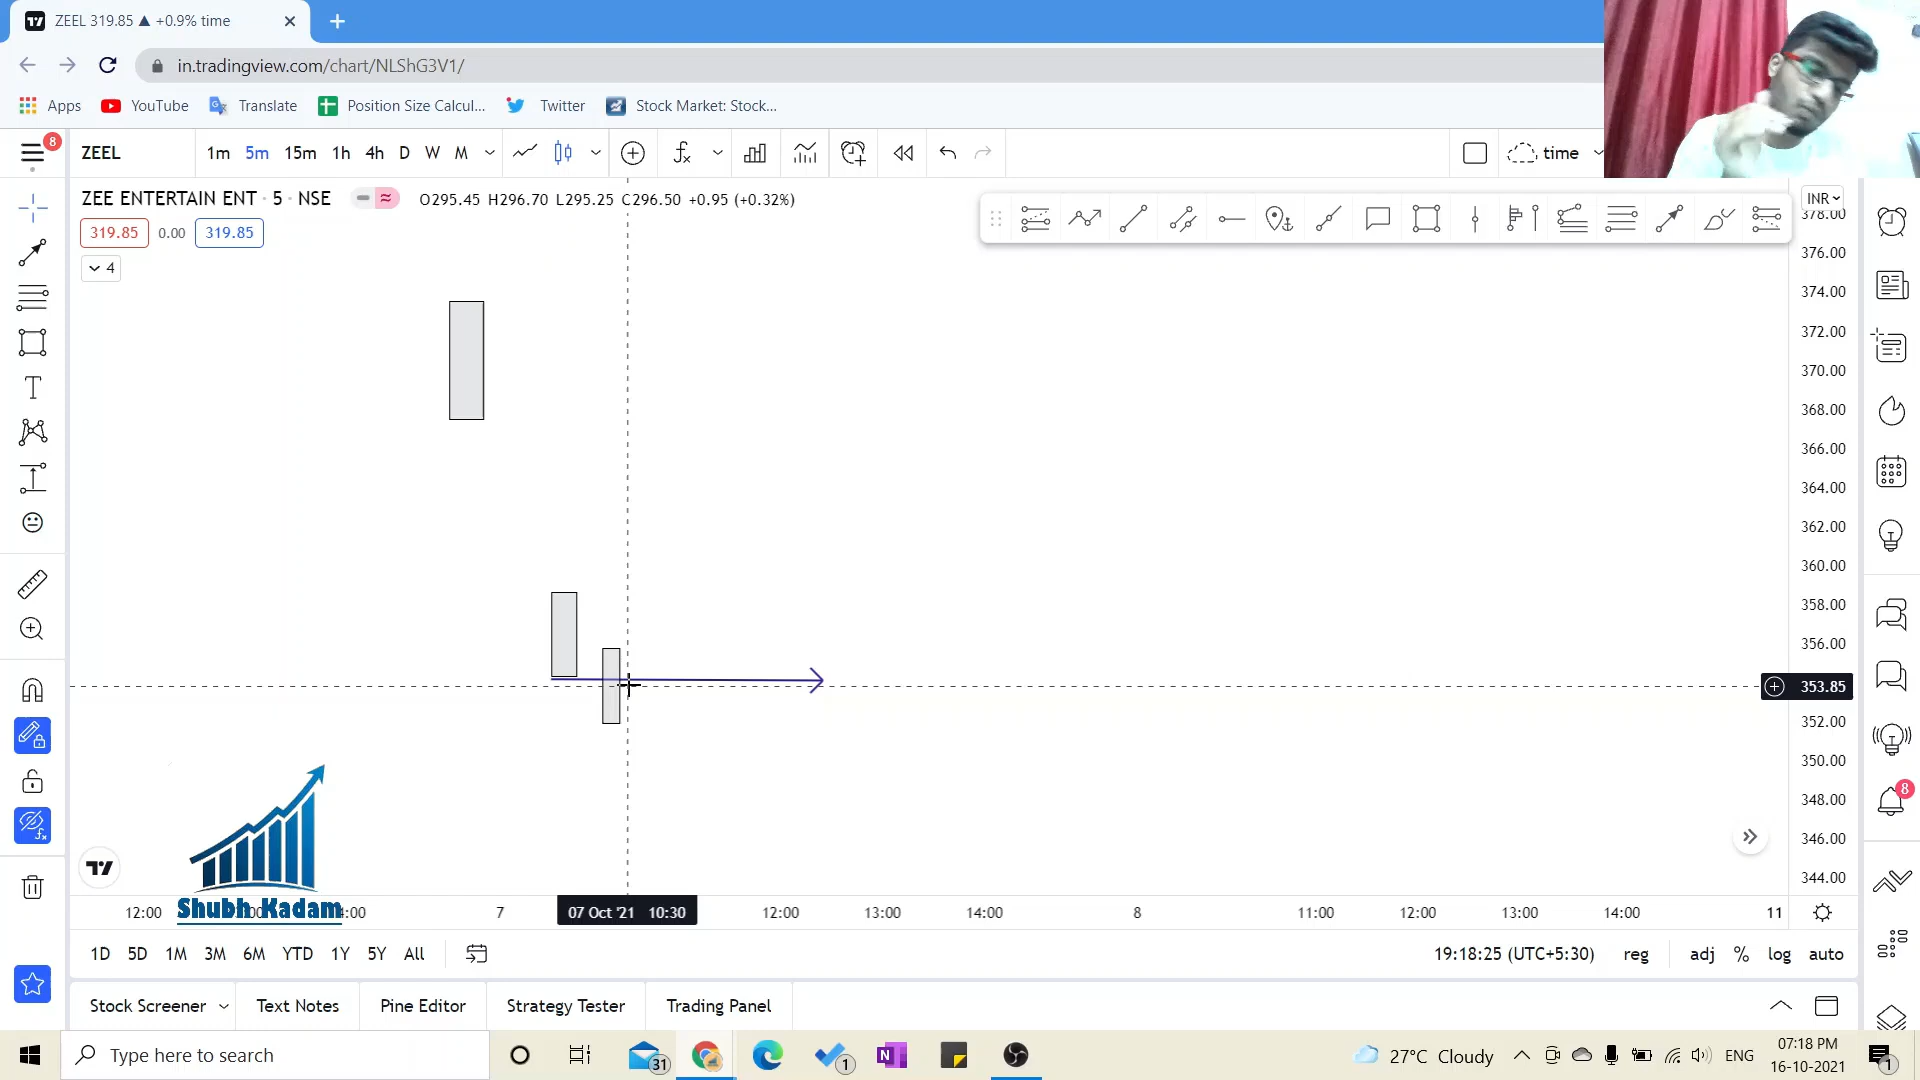 ZEEL 319.85 ▲ +0.9% time
in.tradingview.com/chart/NLShG3V1/
Apps YouTube Translate Position Size Calcul... Twitter Stock Market: Stock...
8 ZEEL 1m 5m 15m 1h 4h D W M time
ZEE ENTERTAIN ENT · 5 · NSE O295.45 H296.70 L295.25 C296.50 +0.95 (+0.32%)
INR
319.85 0.00 319.85
4
378.00
376.00
374.00
372.00
370.00
368.00
366.00
364.00
362.00
360.00
358.00
356.00
353.85
352.00
350.00
348.00
346.00
344.00
8
Shubh Kadam
12:00 7 07 Oct '21 10:30 12:00 13:00 14:00 8 11:00 12:00 13:00 14:00 11
1D 5D 1M 3M 6M YTD 1Y 5Y All 19:18:25 (UTC+5:30) reg adj % log auto
Stock Screener Text Notes Pine Editor Strategy Tester Trading Panel
Type here to search 31 1 27°C Cloudy ENG 07:18 PM
16-10-2021 1